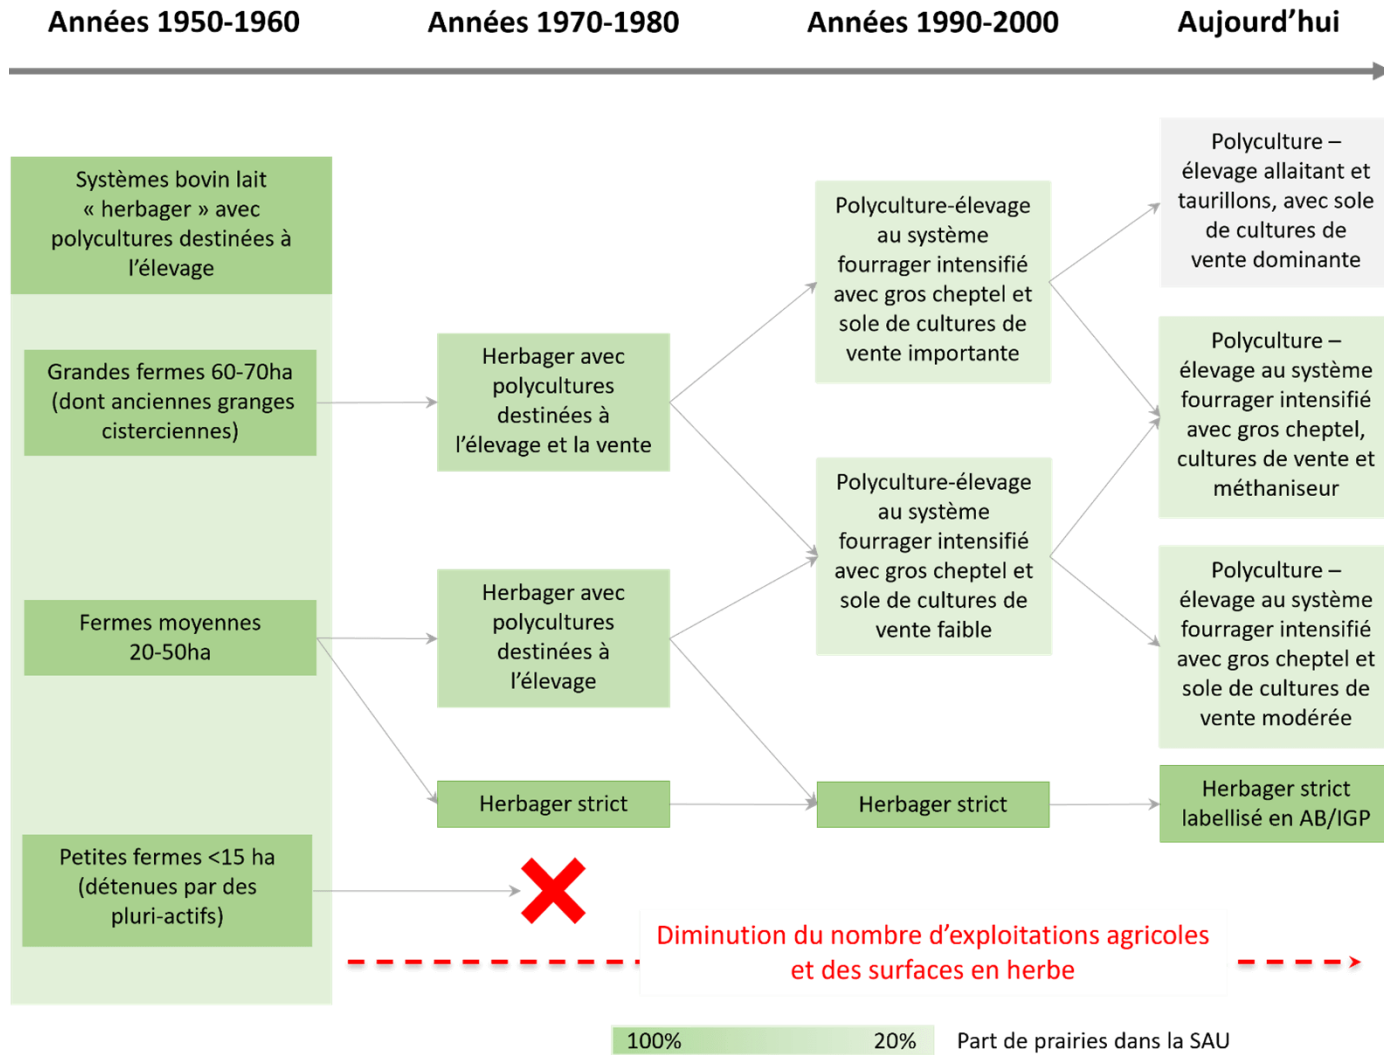 Années 1950-1960
Années 1970-1980
Années 1990-2000
Aujourd’hui
Systèmes bovin lait
« herbager » avec
polycultures destinées à
l’élevage
Grandes fermes 60-70ha
(dont anciennes granges
cisterciennes)
Fermes moyennes
20-50ha
Petites fermes <15 ha
(détenues par des
pluri-actifs)
Herbager avec
polycultures
destinées à
l’élevage et la vente
Herbager avec
polycultures
destinées à
l’élevage
Herbager strict
Polyculture-élevage
au système
fourrager intensifié
avec gros cheptel et
sole de cultures de
vente importante
Polyculture-élevage
au système
fourrager intensifié
avec gros cheptel et
sole de cultures de
vente faible
Herbager strict
Polyculture –
élevage allaitant et
taurillons, avec sole
de cultures de
vente dominante
Polyculture –
élevage au système
fourrager intensifié
avec gros cheptel,
cultures de vente et
méthaniseur
Polyculture –
élevage au système
fourrager intensifié
avec gros cheptel et
sole de cultures de
vente modérée
Herbager strict
labellisé en AB/IGP
Diminution du nombre d’exploitations agricoles
et des surfaces en herbe
100%
20%
Part de prairies dans la SAU